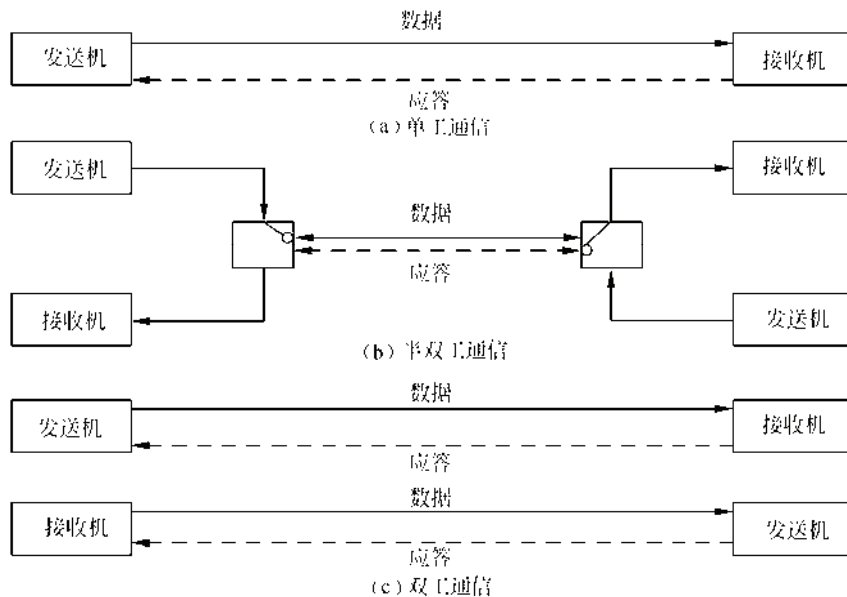 数据
发送机
接收机
应答
(a)单工通信
发送机
接收机
数据
应答
接收机
发送机
(b)半双工通信
数据
发送机
接收机
应答
数据
接收机
发送机
应答
(c)双工通信